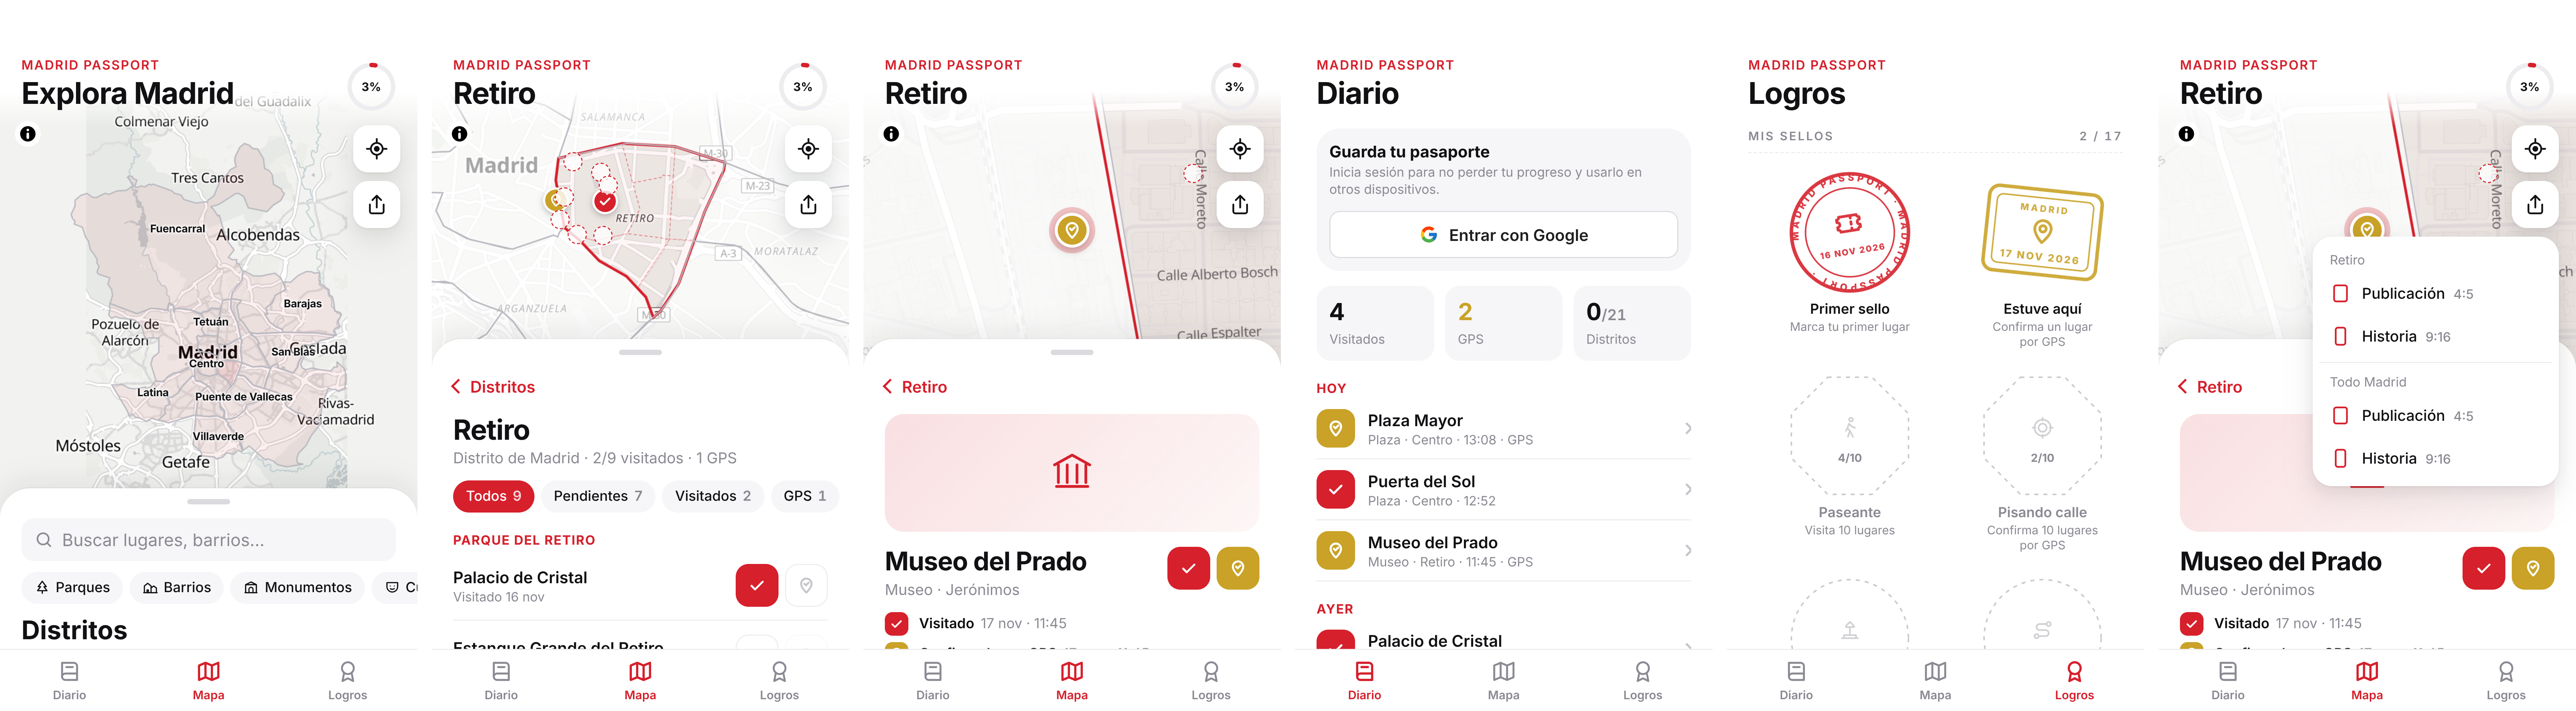 MADRID PASSPORT
Explora Madrid
3%
del Guadalix
Colmenar Viejo
Tres Cantos
Fuencarral
Alcobendas
Barajas
Tetuán
Pozuelo de
Alarcón
Madrid
Centro
San Blas
Coslada
Latina
Puente de Vallecas
Rivas-
Vaciamadrid
Villaverde
Móstoles
Getafe
Buscar lugares, barrios...
Parques
Barrios
Monumentos
Distritos
Diario
Mapa
Logros
MADRID PASSPORT
Retiro
3%
SALAMANCA
M-30
Madrid
M-23
RETIRO
MORATALAZ
A-3
ARGANZUELA
M-30
Distritos
Retiro
Distrito de Madrid · 2/9 visitados · 1 GPS
Todos 9
Pendientes 7
Visitados 2
GPS 1
PARQUE DEL RETIRO
Palacio de Cristal
Visitado 16 nov
Estanque Grande del Retiro
Diario
Mapa
Logros
MADRID PASSPORT
Retiro
3%
Moreto
Calle Alberto Bosch
Calle Espalter
Retiro
Museo del Prado
Museo · Jerónimos
Visitado 17 nov · 11:45
Diario
Mapa
Logros
MADRID PASSPORT
Diario
Guarda tu pasaporte
Inicia sesión para no perder tu progreso y usarlo en
otros dispositivos.
Entrar con Google
4
Visitados
2
GPS
0/21
Distritos
HOY
Plaza Mayor
Plaza · Centro · 13:08 · GPS
Puerta del Sol
Plaza · Centro · 12:52
Museo del Prado
Museo · Retiro · 11:45 · GPS
AYER
Palacio de Cristal
Diario
Mapa
Logros
MADRID PASSPORT
Logros
MIS SELLOS
2 / 17
MADRID PASSPORT · MADRID PASSPORT ·
16 NOV 2026
Primer sello
Marca tu primer lugar
MADRID
17 NOV 2026
Estuve aquí
Confirma un lugar
por GPS
4/10
Paseante
Visita 10 lugares
2/10
Pisando calle
Confirma 10 lugares
por GPS
Diario
Mapa
Logros
MADRID PASSPORT
Retiro
3%
Moreto
Retiro
Publicación 4:5
Historia 9:16
Todo Madrid
Publicación 4:5
Historia 9:16
Retiro
Museo del Prado
Museo · Jerónimos
Visitado 17 nov · 11:45
Diario
Mapa
Logros